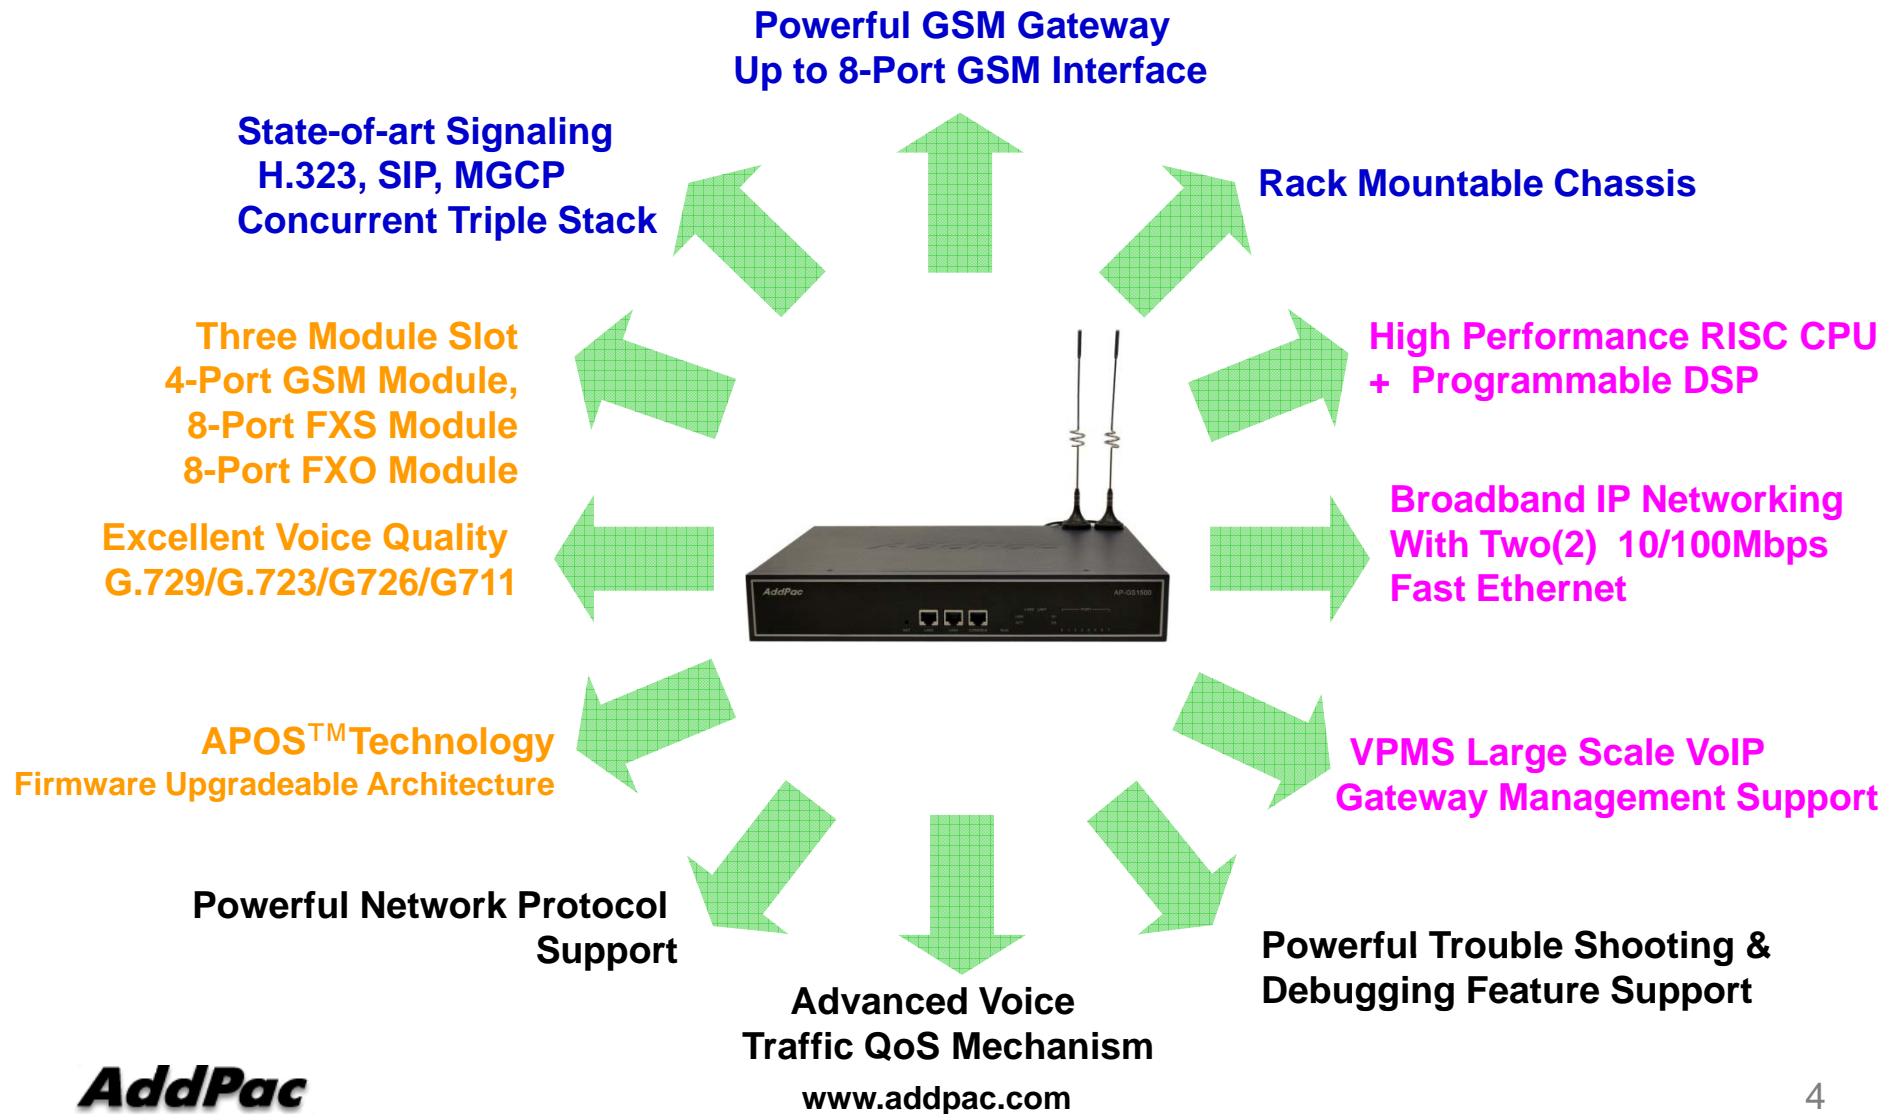 Powerful GSM Gateway
Up to 8-Port GSM Interface
State-of-art Signaling
H.323, SIP, MGCP
Concurrent Triple Stack
Rack Mountable Chassis
Three Module Slot
4-Port GSM Module,
8-Port FXS Module
8-Port FXO Module
High Performance RISC CPU
+ Programmable DSP
Excellent Voice Quality
G.729/G.723/G726/G711
Broadband IP Networking
With Two(2) 10/100Mbps
Fast Ethernet
AddPac
AddPac
AP-GS1500
APOS™Technology
Firmware Upgradeable Architecture
VPMS Large Scale VoIP
Gateway Management Support
Powerful Network Protocol
Support
Advanced Voice
Traffic QoS Mechanism
Powerful Trouble Shooting &
Debugging Feature Support
AddPac
www.addpac.com
4